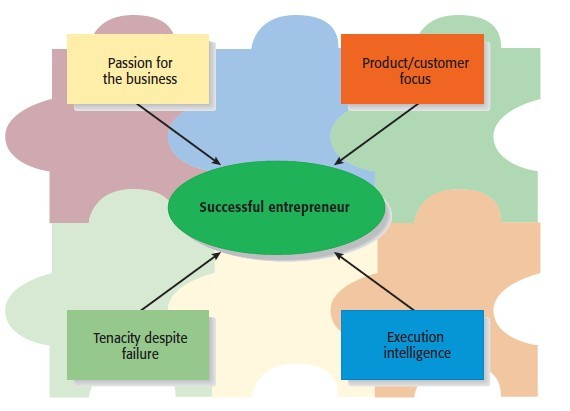 Passion for
the business
Product/customer
focus
Successful entrepreneur
Tenacity despite
failure
Execution
intelligence